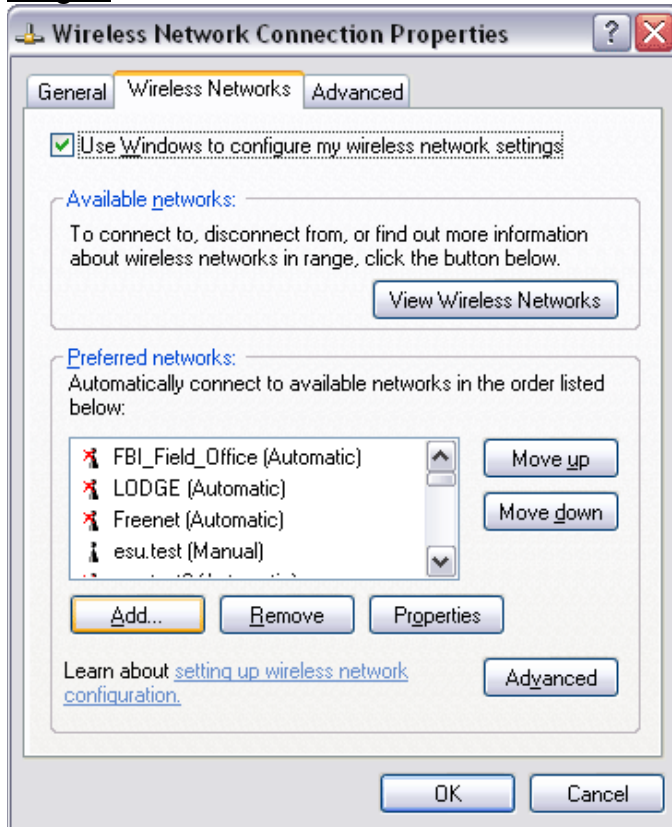 Wireless Network Connection Properties
General Wireless Networks Advanced
Use Windows to configure my wireless network settings
Available networks:
To connect to, disconnect from, or find out more information
about wireless networks in range, click the button below.
View Wireless Networks
Preferred networks:
Automatically connect to available networks in the order listed
below:
FBI_Field_Office (Automatic)
LODGE (Automatic)
Freenet (Automatic)
esu.test (Manual)
Move up
Move down
Add... Remove Properties
Learn about setting up wireless network
configuration.
Advanced
OK Cancel